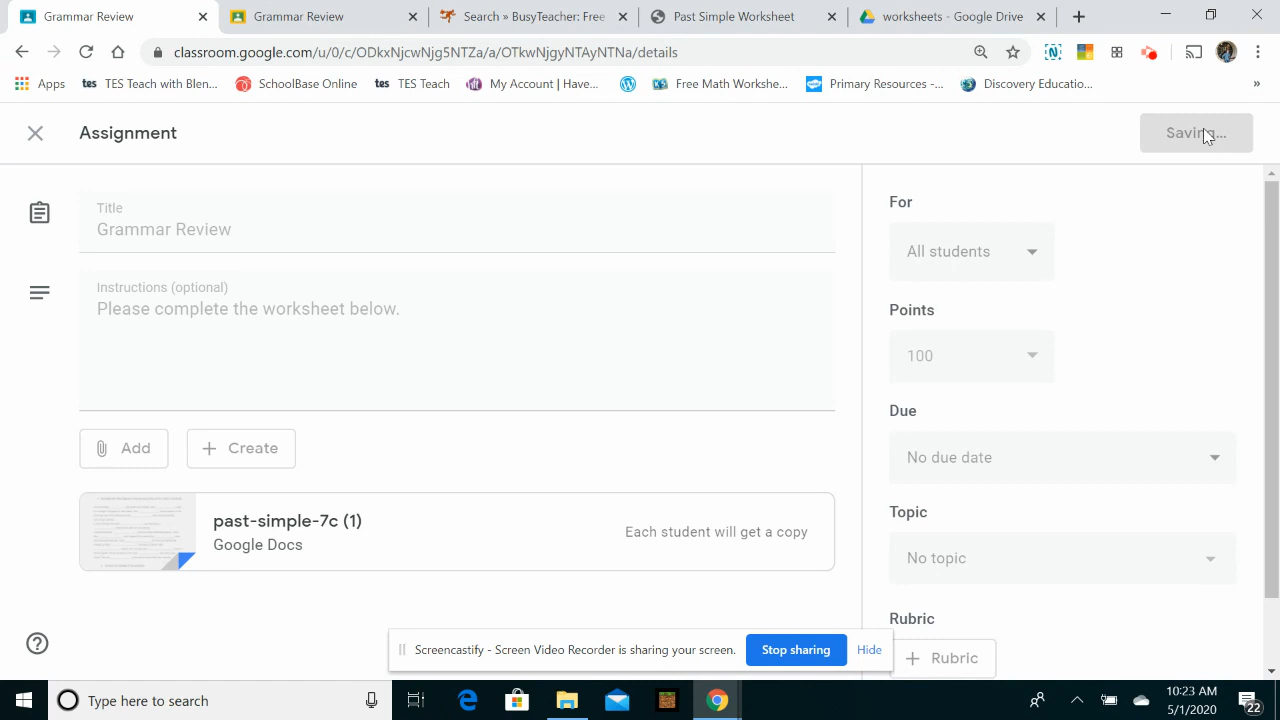 Grammar Review
Grammar Review
Search » BusyTeacher: Free
Past Simple Worksheet
worksheets - Google Drive
classroom.google.com/u/0/c/ODkxNjcwNjg5NTZa/a/OTkwNjgyNTAyNTNa/details
Apps
tes TES Teach with Blen...
SchoolBase Online
tes TES Teach
My Account | Have...
Free Math Workshe...
Primary Resources -...
Discovery Educatio...
»
Assignment
Saving...
Title
Grammar Review
Instructions (optional)
Please complete the worksheet below.
Add
Create
past-simple-7c (1)
Google Docs
Each student will get a copy
For
All students
Points
100
Due
No due date
Topic
No topic
Rubric
Rubric
Screencastify - Screen Video Recorder is sharing your screen.
Stop sharing
Hide
Type here to search
10:23 AM
5/1/2020
22